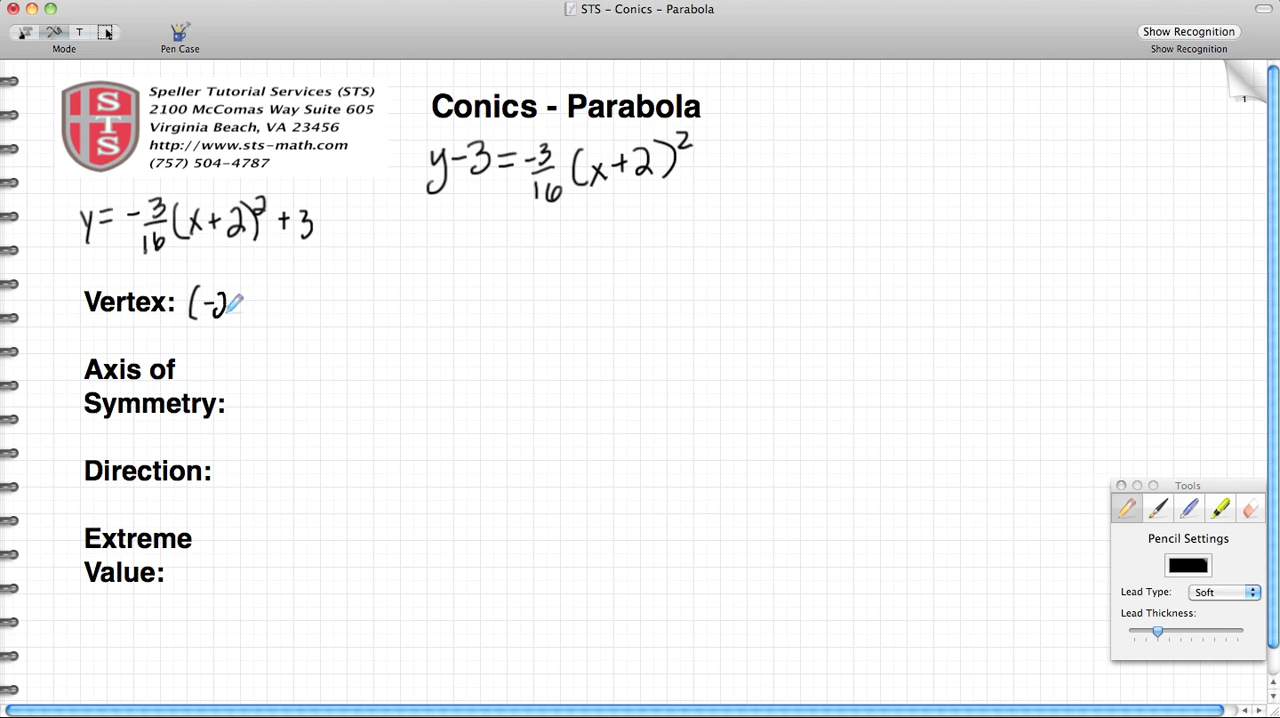 STS – Conics – Parabola
T
Mode
Pen Case
Show Recognition
Show Recognition
1
STS
Speller Tutorial Services (STS)
2100 McComas Way Suite 605
Virginia Beach, VA 23456
http://www.sts-math.com
(757) 504-4787
Conics - Parabola
y-3 = -3/16 (x+2)²
y = -3/16 (x+2)² + 3
Vertex: (-2
Axis of
Symmetry:
Direction:
Extreme
Value:
Tools
Pencil Settings
Lead Type: Soft
Lead Thickness: